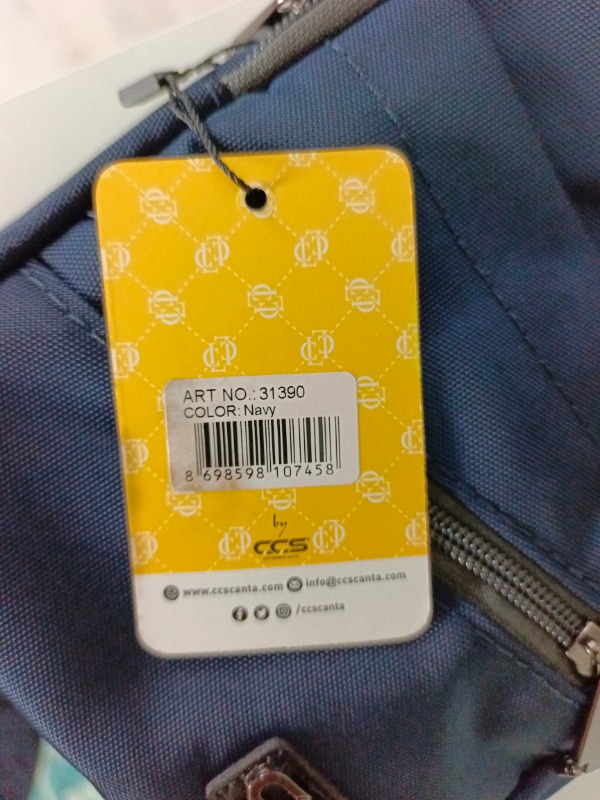 ART NO.: 31390
COLOR: Navy
8 698598 107458
by
CCS
www.ccscanta.com info@ccscanta.com
/ccscanta